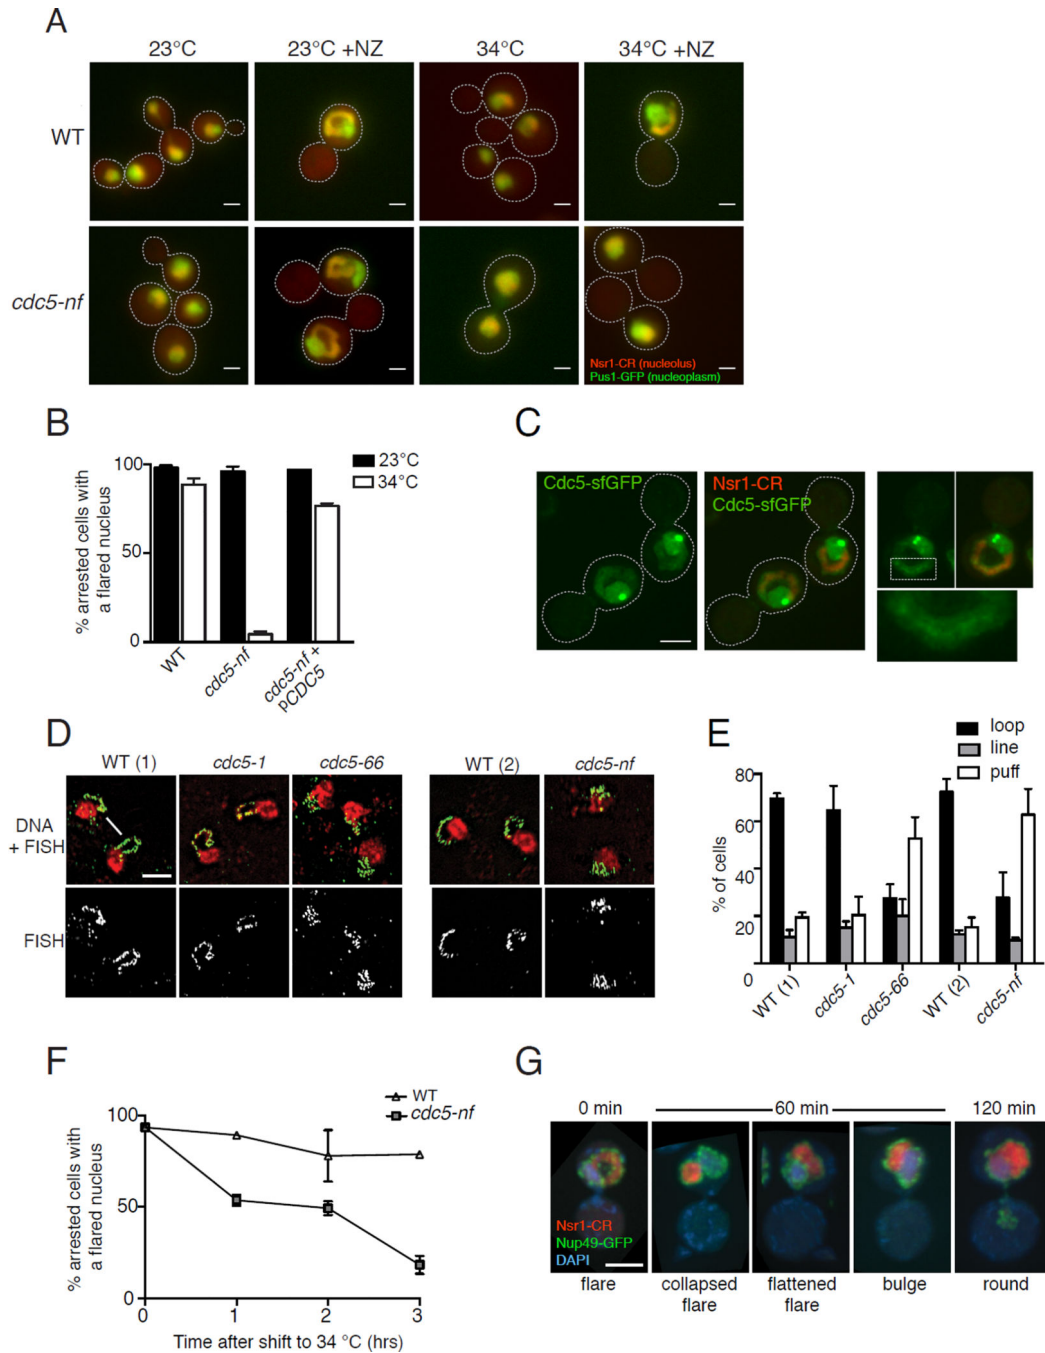 A
23°C
23°C +NZ
34°C
34°C +NZ
WT
cdc5-nf
Nsr1-CR (nucleolus)
Pus1-GFP (nucleoplasm)
B
% arrested cells with
a flared nucleus
100
50
0
23°C
34°C
WT
cdc5-nf
cdc5-nf +
pCDC5
C
Cdc5-sfGFP
Nsr1-CR
Cdc5-sfGFP
D
WT (1)
cdc5-1
cdc5-66
WT (2)
cdc5-nf
DNA
+ FISH
FISH
E
loop
line
puff
% of cells
80
60
40
20
0
WT (1)
cdc5-1
cdc5-66
WT (2)
cdc5-nf
F
WT
cdc5-nf
% arrested cells with
a flared nucleus
100
50
0
0
1
2
3
Time after shift to 34 °C (hrs)
G
0 min
60 min
120 min
Nsr1-CR
Nup49-GFP
DAPI
flare
collapsed
flare
flattened
flare
bulge
round